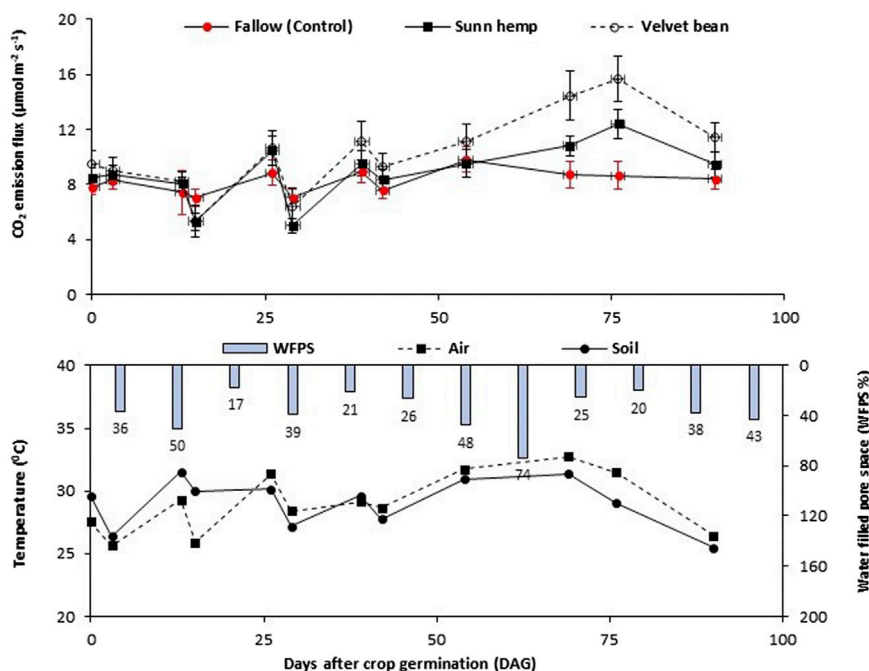 20
16
12
8
4
0
CO₂ emission flux (µmol m⁻² s⁻¹)
Fallow (Control) Sunn hemp Velvet bean
0 25 50 75 100
40
35
30
25
20
Temperature (⁰C)
WFPS Air Soil
36 50 17 39 21 26 48 74 25 20 38 43
0
40
80
120
160
200
Water filled pore space (WFPS %)
0 25 50 75 100
Days after crop germination (DAG)